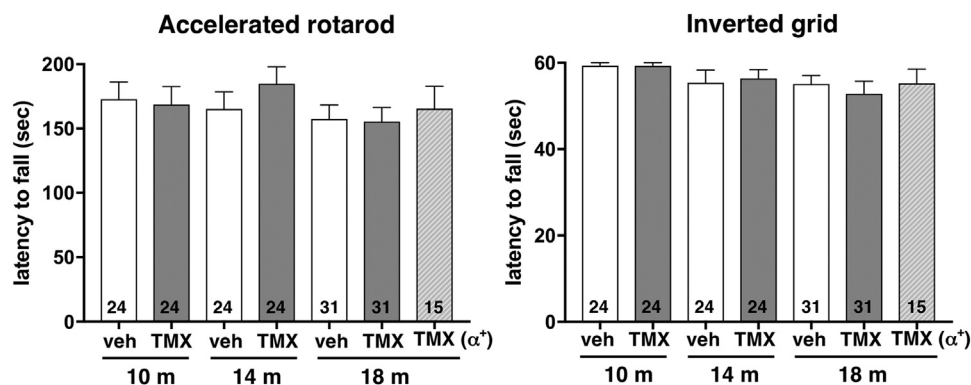 Accelerated rotarod
latency to fall (sec)
200
150
100
50
0
24 24 24 24 31 31 15
veh TMX veh TMX veh TMX TMX (α⁺)
10 m 14 m 18 m
Inverted grid
latency to fall (sec)
60
40
20
0
24 24 24 24 31 31 15
veh TMX veh TMX veh TMX TMX (α⁺)
10 m 14 m 18 m